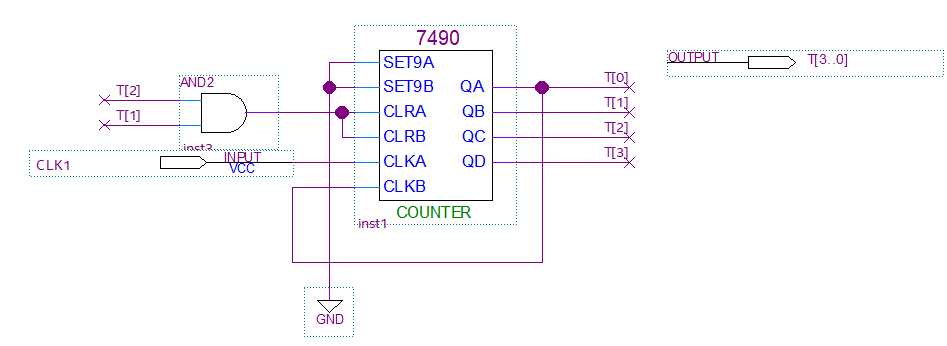 7490
SET9A
SET9B
CLRA
CLRB
CLKA
CLKB
QA
QB
QC
QD
COUNTER
inst1
T[0]
T[1]
T[2]
T[3]
AND2
T[2]
T[1]
CLK1
INPUT
VCC
GND
OUTPUT
T[3..0]